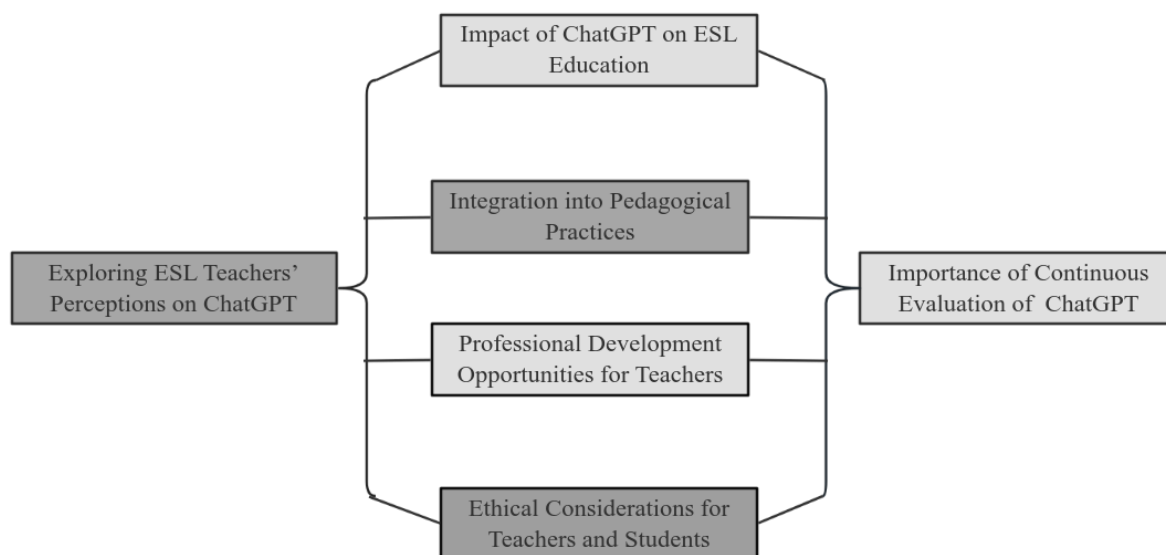 Impact of ChatGPT on ESL
Education
Integration into Pedagogical
Practices
Exploring ESL Teachers’
Perceptions on ChatGPT
Importance of Continuous
Evaluation of ChatGPT
Professional Development
Opportunities for Teachers
Ethical Considerations for
Teachers and Students